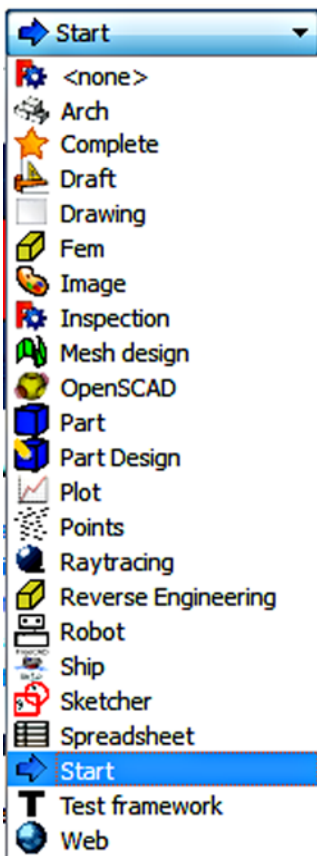 Start
<none>
Arch
Complete
Draft
Drawing
Fem
Image
Inspection
Mesh design
OpenSCAD
Part
Part Design
Plot
Points
Raytracing
Reverse Engineering
Robot
Ship
Sketcher
Spreadsheet
Start
Test framework
Web